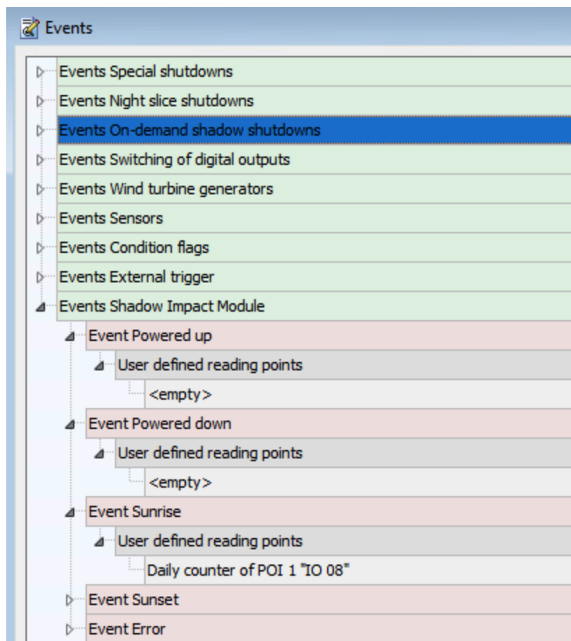 Events
Events Special shutdowns
Events Night slice shutdowns
Events On-demand shadow shutdowns
Events Switching of digital outputs
Events Wind turbine generators
Events Sensors
Events Condition flags
Events External trigger
Events Shadow Impact Module
Event Powered up
User defined reading points
<empty>
Event Powered down
User defined reading points
<empty>
Event Sunrise
User defined reading points
Daily counter of POI 1 "IO 08"
Event Sunset
Event Error